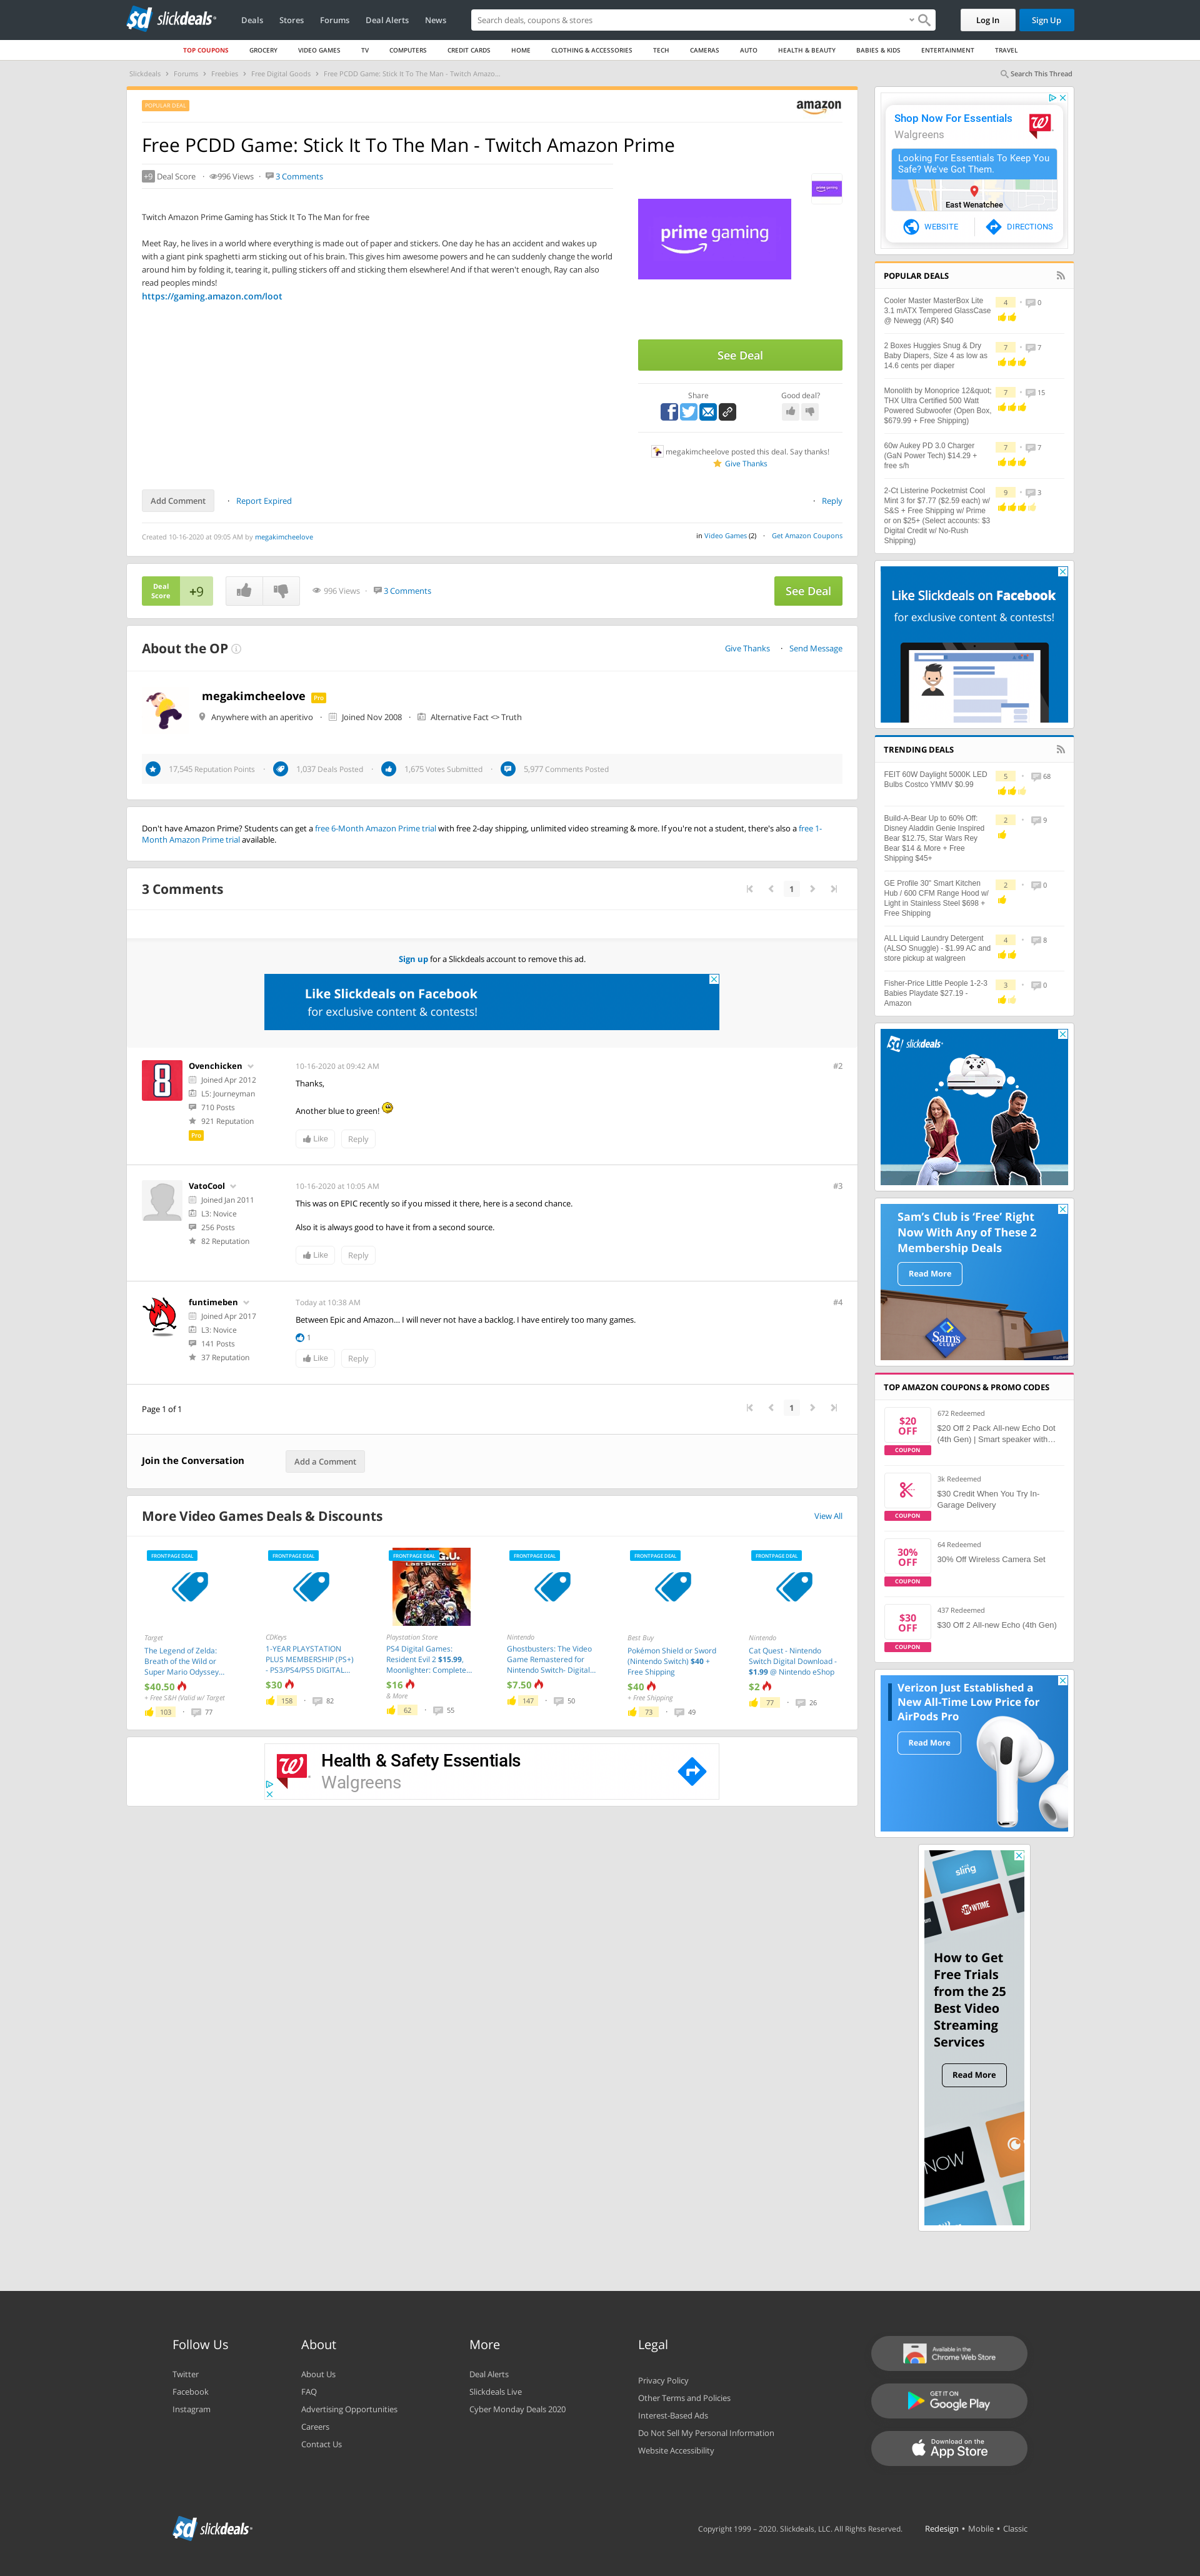 slickdeals
Deals
Stores
Forums
Deal Alerts
News
Search deals, coupons & stores
Log In
Sign Up
TOP COUPONS
GROCERY
VIDEO GAMES
TV
COMPUTERS
CREDIT CARDS
HOME
CLOTHING & ACCESSORIES
TECH
CAMERAS
AUTO
HEALTH & BEAUTY
BABIES & KIDS
ENTERTAINMENT
TRAVEL
Slickdeals > Forums > Freebies > Free Digital Goods > Free PCDD Game: Stick It To The Man - Twitch Amazo...
Search This Thread
POPULAR DEAL
amazon
Free PCDD Game: Stick It To The Man - Twitch Amazon Prime
+9 Deal Score · 996 Views · 3 Comments
Twitch Amazon Prime Gaming has Stick It To The Man for free
Meet Ray, he lives in a world where everything is made out of paper and stickers. One day he has an accident and wakes up
with a giant pink spaghetti arm sticking out of his brain. This gives him awesome powers and he can suddenly change the world
around him by folding it, tearing it, pulling stickers off and sticking them elsewhere! And if that weren't enough, Ray can also
read peoples minds!
https://gaming.amazon.com/loot
prime gaming
prime gaming
See Deal
Share
Good deal?
megakimcheelove posted this deal. Say thanks!
Give Thanks
Add Comment · Report Expired
· Reply
Created 10-16-2020 at 09:05 AM by megakimcheelove
in Video Games (2) · Get Amazon Coupons
Deal
Score
+9
996 Views · 3 Comments
See Deal
About the OP
Give Thanks · Send Message
megakimcheelove Pro
Anywhere with an aperitivo · Joined Nov 2008 · Alternative Fact <> Truth
17,545 Reputation Points · 1,037 Deals Posted · 1,675 Votes Submitted · 5,977 Comments Posted
Don't have Amazon Prime? Students can get a free 6-Month Amazon Prime trial with free 2-day shipping, unlimited video streaming & more. If you're not a student, there's also a free 1-
Month Amazon Prime trial available.
3 Comments
1
Sign up for a Slickdeals account to remove this ad.
Like Slickdeals on Facebook
for exclusive content & contests!
8
Ovenchicken
Joined Apr 2012
L5: Journeyman
710 Posts
921 Reputation
Pro
10-16-2020 at 09:42 AM
#2
Thanks,
Another blue to green!
Like
Reply
VatoCool
Joined Jan 2011
L3: Novice
256 Posts
82 Reputation
10-16-2020 at 10:05 AM
#3
This was on EPIC recently so if you missed it there, here is a second chance.
Also it is always good to have it from a second source.
Like
Reply
funtimeben
Joined Apr 2017
L3: Novice
141 Posts
37 Reputation
Today at 10:38 AM
#4
Between Epic and Amazon... I will never not have a backlog. I have entirely too many games.
1
Like
Reply
Page 1 of 1
1
Join the Conversation
Add a Comment
More Video Games Deals & Discounts
View All
FRONTPAGE DEAL
Target
The Legend of Zelda:
Breath of the Wild or
Super Mario Odyssey...
$40.50
+ Free S&H (Valid w/ Target
103 · 77
FRONTPAGE DEAL
CDKeys
1-YEAR PLAYSTATION
PLUS MEMBERSHIP (PS+)
- PS3/PS4/PS5 DIGITAL...
$30
158 · 82
FRONTPAGE DEAL
Playstation Store
PS4 Digital Games:
Resident Evil 2 $15.99,
Moonlighter: Complete...
$16
& More
62 · 55
FRONTPAGE DEAL
Nintendo
Ghostbusters: The Video
Game Remastered for
Nintendo Switch- Digital...
$7.50
147 · 50
FRONTPAGE DEAL
Best Buy
Pokémon Shield or Sword
(Nintendo Switch) $40 +
Free Shipping
$40
+ Free Shipping
73 · 49
FRONTPAGE DEAL
Nintendo
Cat Quest - Nintendo
Switch Digital Download -
$1.99 @ Nintendo eShop
$2
77 · 26
Health & Safety Essentials
Walgreens
Shop Now For Essentials
Walgreens
Looking For Essentials To Keep You
Safe? We've Got Them.
East Wenatchee
WEBSITE
DIRECTIONS
POPULAR DEALS
Cooler Master MasterBox Lite
3.1 mATX Tempered GlassCase
@ Newegg (AR) $40
4 · 0
2 Boxes Huggies Snug & Dry
Baby Diapers, Size 4 as low as
14.6 cents per diaper
7 · 7
Monolith by Monoprice 12&quot;
THX Ultra Certified 500 Watt
Powered Subwoofer (Open Box,
$679.99 + Free Shipping)
7 · 15
60w Aukey PD 3.0 Charger
(GaN Power Tech) $14.29 +
free s/h
7 · 7
2-Ct Listerine Pocketmist Cool
Mint 3 for $7.77 ($2.59 each) w/
S&S + Free Shipping w/ Prime
or on $25+ (Select accounts: $3
Digital Credit w/ No-Rush
Shipping)
9 · 3
Like Slickdeals on Facebook
for exclusive content & contests!
TRENDING DEALS
FEIT 60W Daylight 5000K LED
Bulbs Costco YMMV $0.99
5 · 68
Build-A-Bear Up to 60% Off:
Disney Aladdin Genie Inspired
Bear $12.75, Star Wars Rey
Bear $14 & More + Free
Shipping $45+
2 · 9
GE Profile 30" Smart Kitchen
Hub / 600 CFM Range Hood w/
Light in Stainless Steel $698 +
Free Shipping
2 · 0
ALL Liquid Laundry Detergent
(ALSO Snuggle) - $1.99 AC and
store pickup at walgreen
4 · 8
Fisher-Price Little People 1-2-3
Babies Playdate $27.19 -
Amazon
3 · 0
slickdeals
Sam's Club is ‘Free’ Right
Now With Any of These 2
Membership Deals
Read More
Sam's
CLUB
TOP AMAZON COUPONS & PROMO CODES
$20
OFF
COUPON
672 Redeemed
$20 Off 2 Pack All-new Echo Dot
(4th Gen) | Smart speaker with...
COUPON
3k Redeemed
$30 Credit When You Try In-
Garage Delivery
30%
OFF
COUPON
64 Redeemed
30% Off Wireless Camera Set
$30
OFF
COUPON
437 Redeemed
$30 Off 2 All-new Echo (4th Gen)
Verizon Just Established a
New All-Time Low Price for
AirPods Pro
Read More
sling
SHOWTIME
How to Get
Free Trials
from the 25
Best Video
Streaming
Services
Read More
NOW
Follow Us
Twitter
Facebook
Instagram
About
About Us
FAQ
Advertising Opportunities
Careers
Contact Us
More
Deal Alerts
Slickdeals Live
Cyber Monday Deals 2020
Legal
Privacy Policy
Other Terms and Policies
Interest-Based Ads
Do Not Sell My Personal Information
Website Accessibility
Available in the
Chrome Web Store
GET IT ON
Google Play
Download on the
App Store
slickdeals
Copyright 1999 – 2020. Slickdeals, LLC. All Rights Reserved.
Redesign • Mobile • Classic